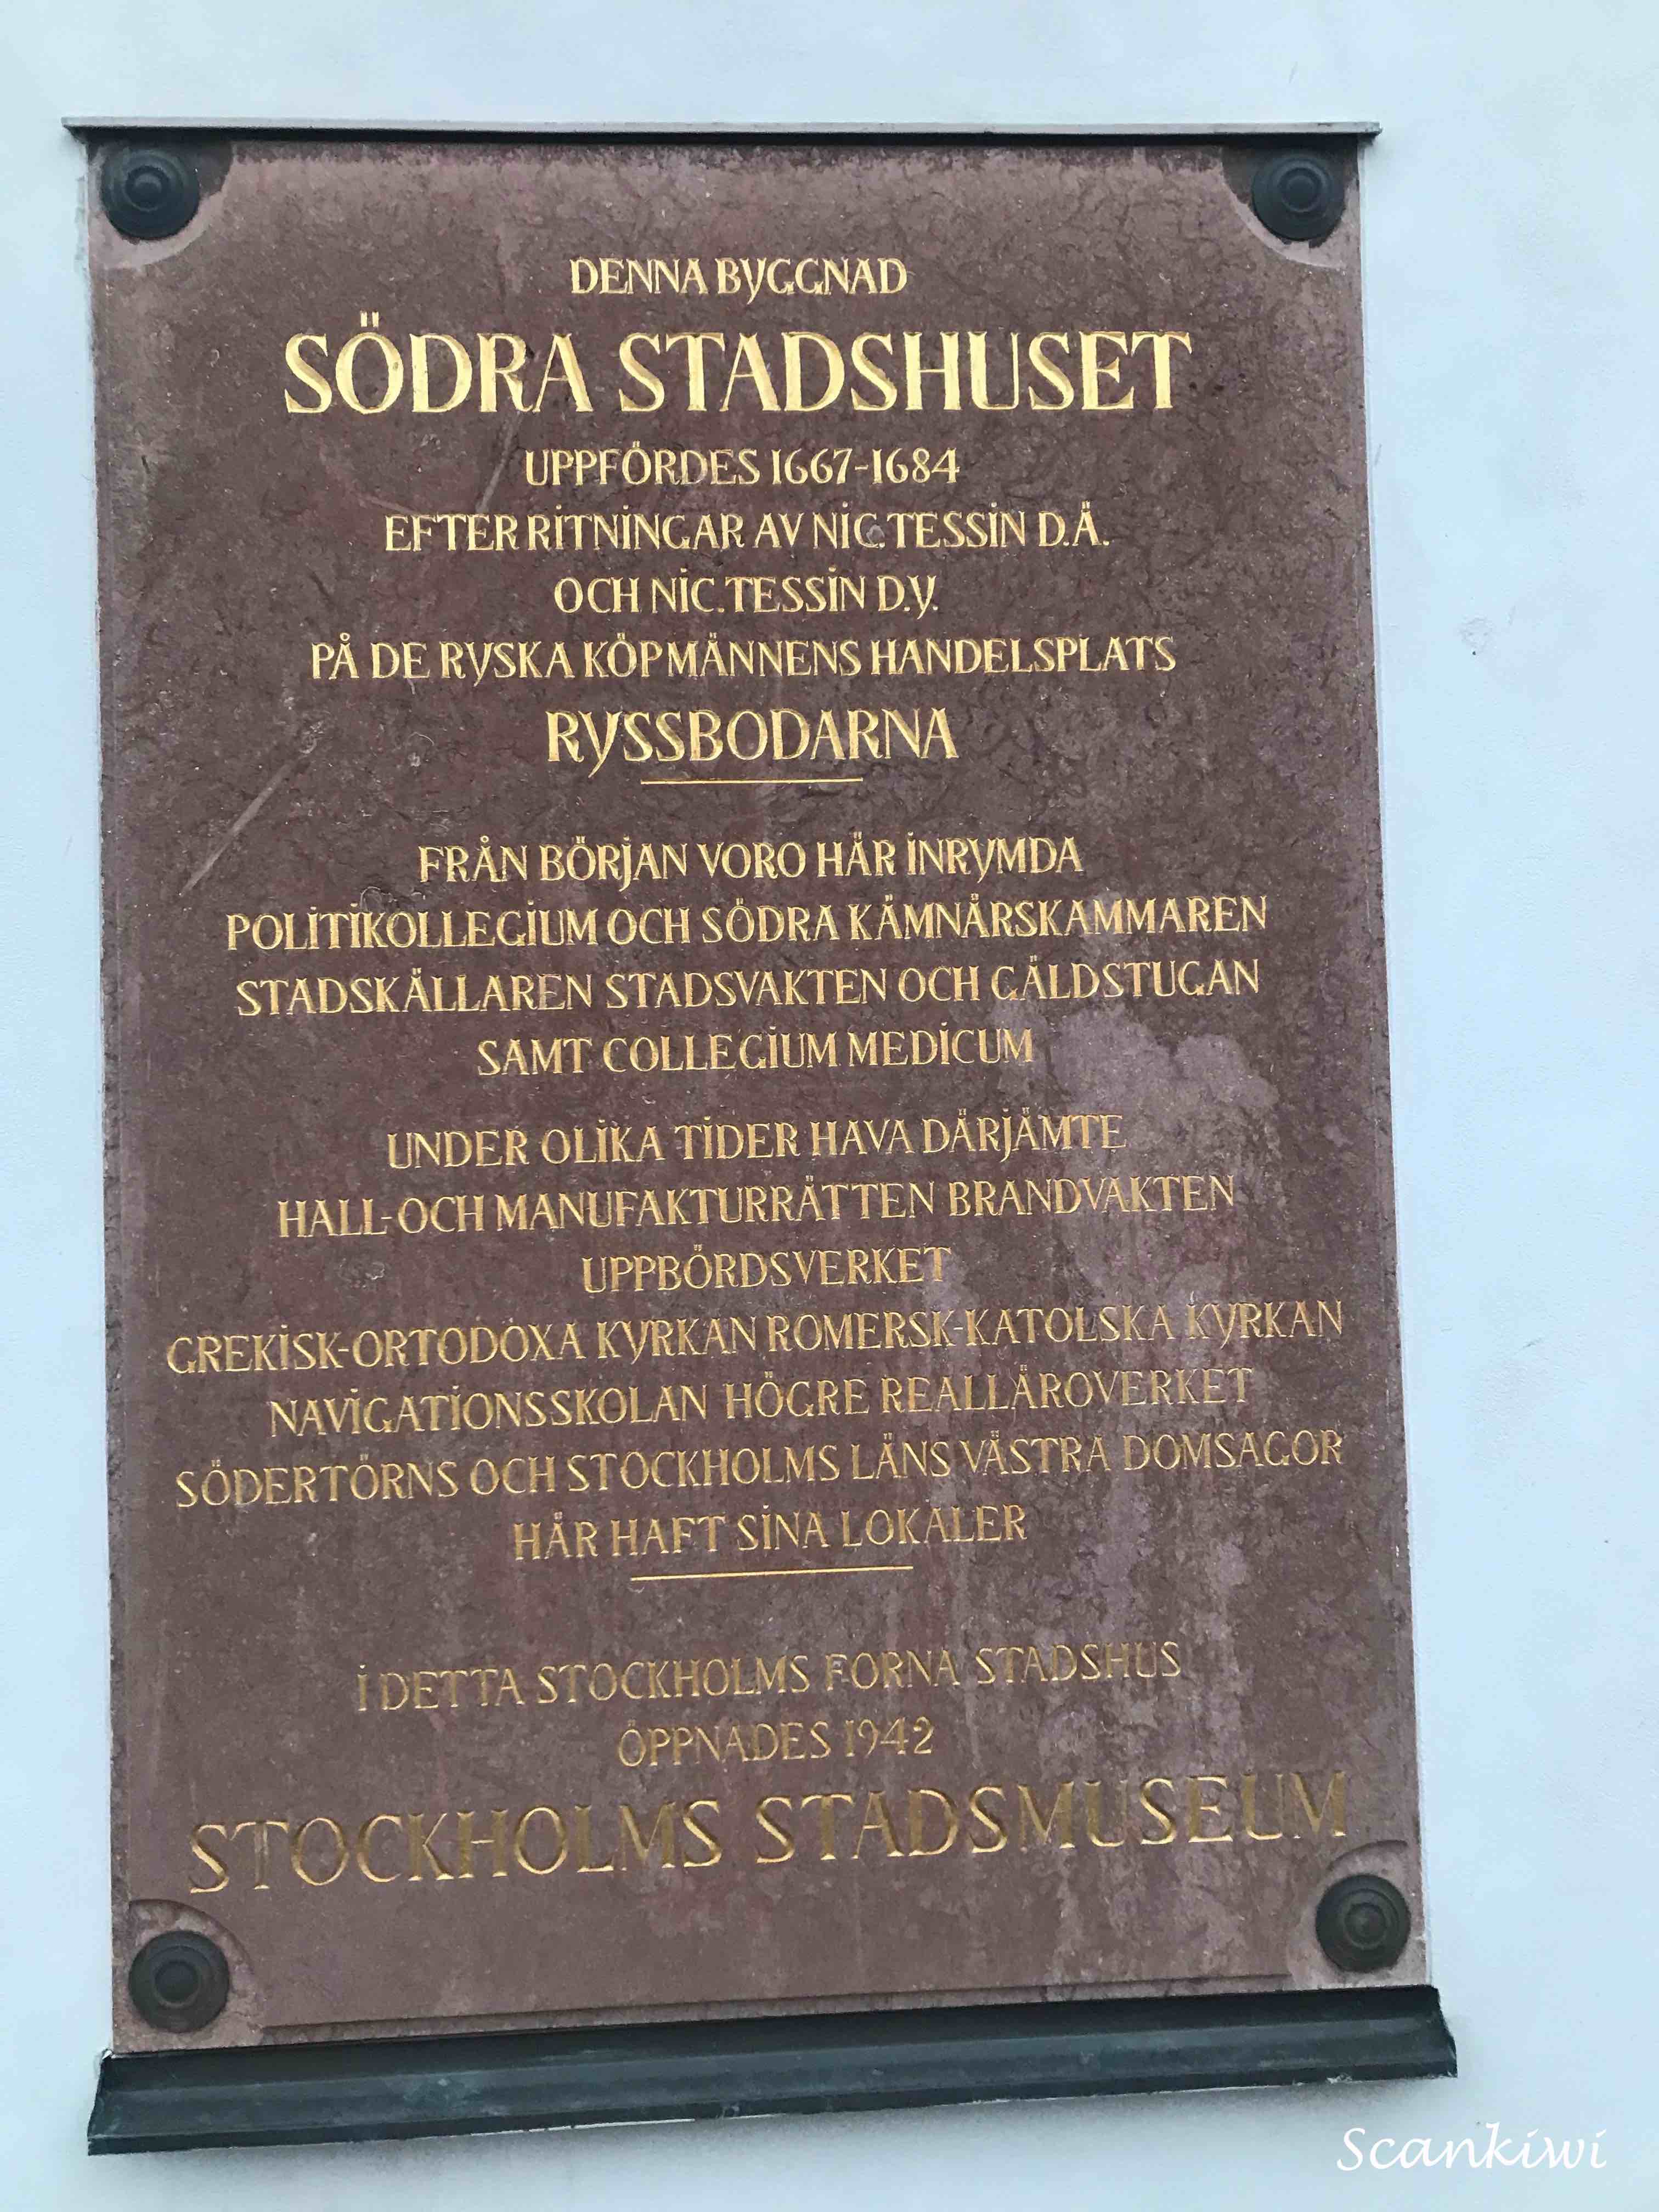 DENNA BYGGNAD
SÖDRA STADSHUSET
UPPFÖRDES 1667-1684
EFTER RITNINGAR AV NIC. TESSIN D.Ä.
OCH NIC. TESSIN D.Y.
PÅ DE RYSKA KÖPMÄNNENS HANDELSPLATS
RYSSBODARNA
FRÅN BÖRJAN VORO HÄR INRYMDA
POLITIKOLLEGIUM OCH SÖDRA KÄMNÄRSKAMMAREN
STADSKÄLLAREN STADSVAKTEN OCH GÄLDSTUGAN
SAMT COLLEGIUM MEDICUM
UNDER OLIKA TIDER HAVA DÄRJÄMTE
HALL- OCH MANUFAKTURRÄTTEN BRANDVAKTEN
UPPBÖRDSVERKET
GREKISK-ORTODOXA KYRKAN ROMERSK-KATOLSKA KYRKAN
NAVIGATIONSSKOLAN HÖGRE REALLÄROVERKET
SÖDERTÖRNS OCH STOCKHOLMS LÄNS VÄSTRA DOMSAGOR
HÄR HAFT SINA LOKALER
I DETTA STOCKHOLMS FORNA STADSHUS
ÖPPNADES 1942
STOCKHOLMS STADSMUSEUM
Scankiwi